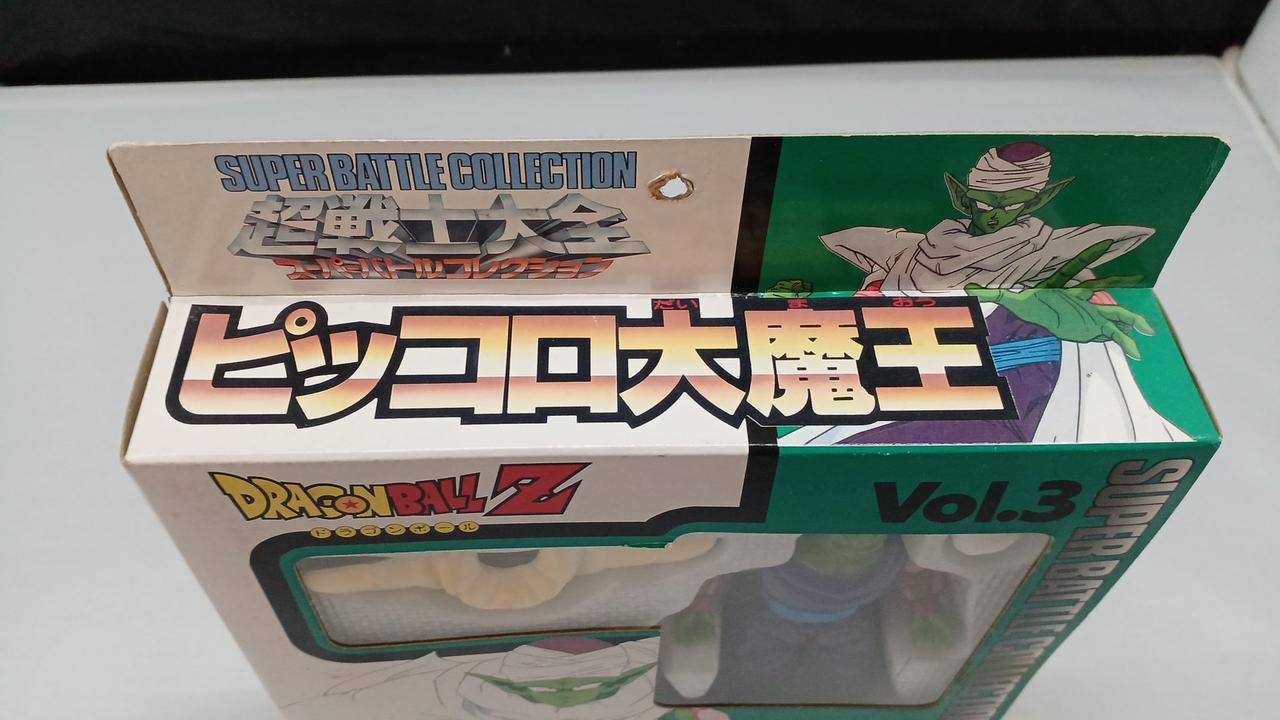 SUPER BATTLE COLLECTION
超戦士大全
スーパーバトルコレクション
だい ま おう
ピッコロ大魔王
DRAGON BALL Z
ドラゴンボール
Vol.3
SUPER BATTLE COLLECTION